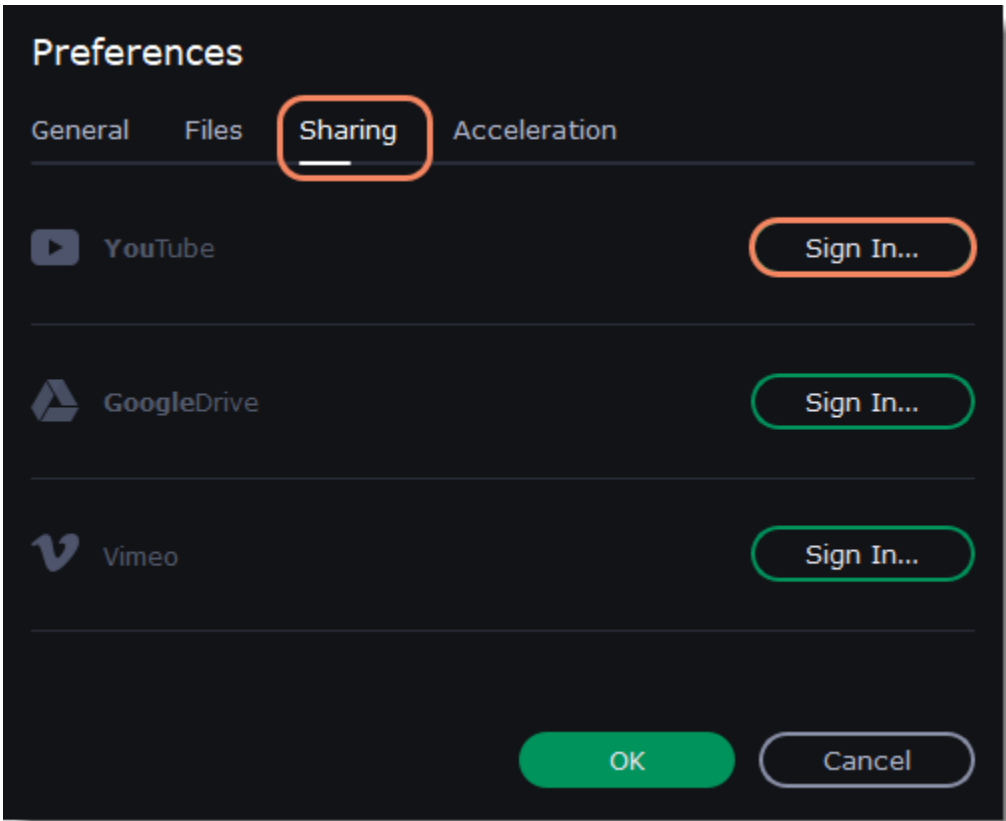 Preferences
General Files Sharing Acceleration
YouTube Sign In...
GoogleDrive Sign In...
Vimeo Sign In...
OK Cancel